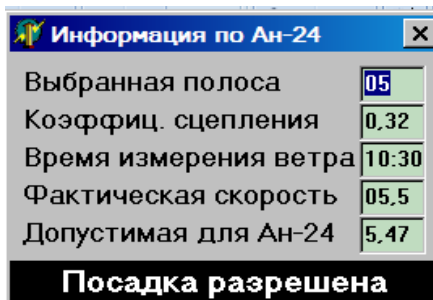 Информация по Ан-24
Выбранная полоса 05
Коэффиц. сцепления 0,32
Время измерения ветра 10:30
Фактическая скорость 05,5
Допустимая для Ан-24 5,47
Посадка разрешена